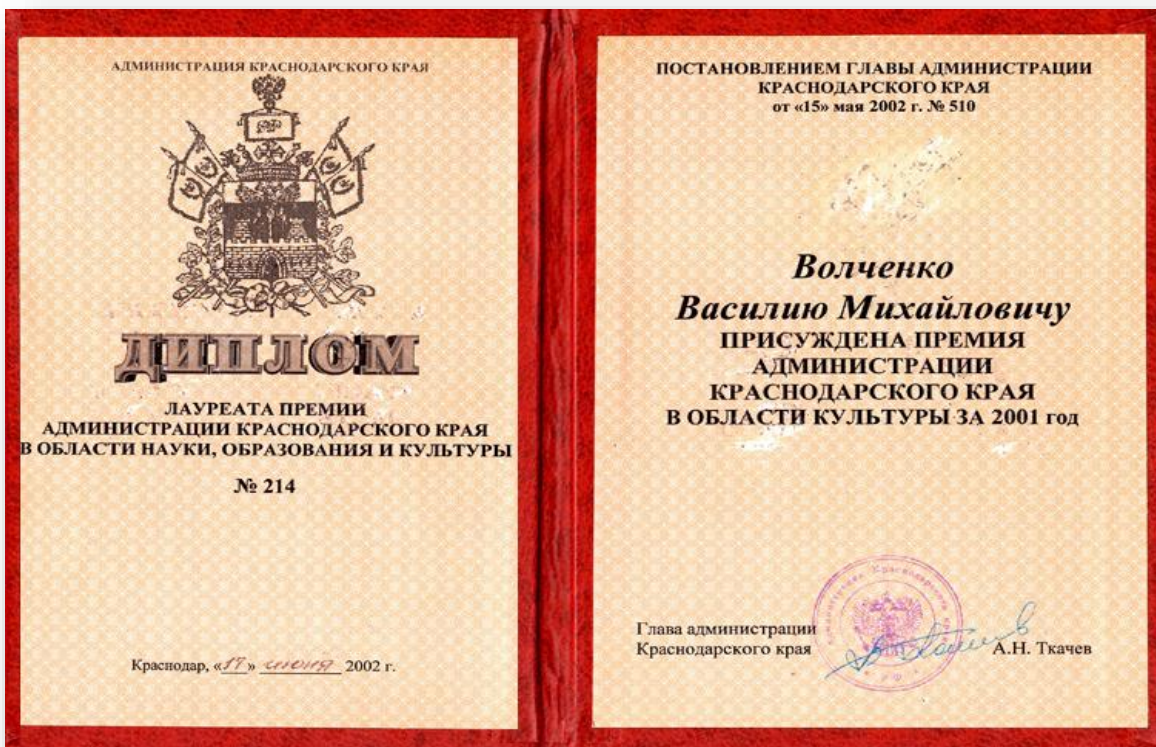 АДМИНИСТРАЦИЯ КРАСНОДАРСКОГО КРАЯ
ДИПЛОМ
ЛАУРЕАТА ПРЕМИИ
АДМИНИСТРАЦИИ КРАСНОДАРСКОГО КРАЯ
В ОБЛАСТИ НАУКИ, ОБРАЗОВАНИЯ И КУЛЬТУРЫ
№ 214
Краснодар, «17» июня 2002 г.
ПОСТАНОВЛЕНИЕМ ГЛАВЫ АДМИНИСТРАЦИИ
КРАСНОДАРСКОГО КРАЯ
от «15» мая 2002 г. № 510
Волченко
Василию Михайловичу
ПРИСУЖДЕНА ПРЕМИЯ
АДМИНИСТРАЦИИ
КРАСНОДАРСКОГО КРАЯ
В ОБЛАСТИ КУЛЬТУРЫ ЗА 2001 год
Глава администрации
Краснодарского края
А.Н. Ткачев